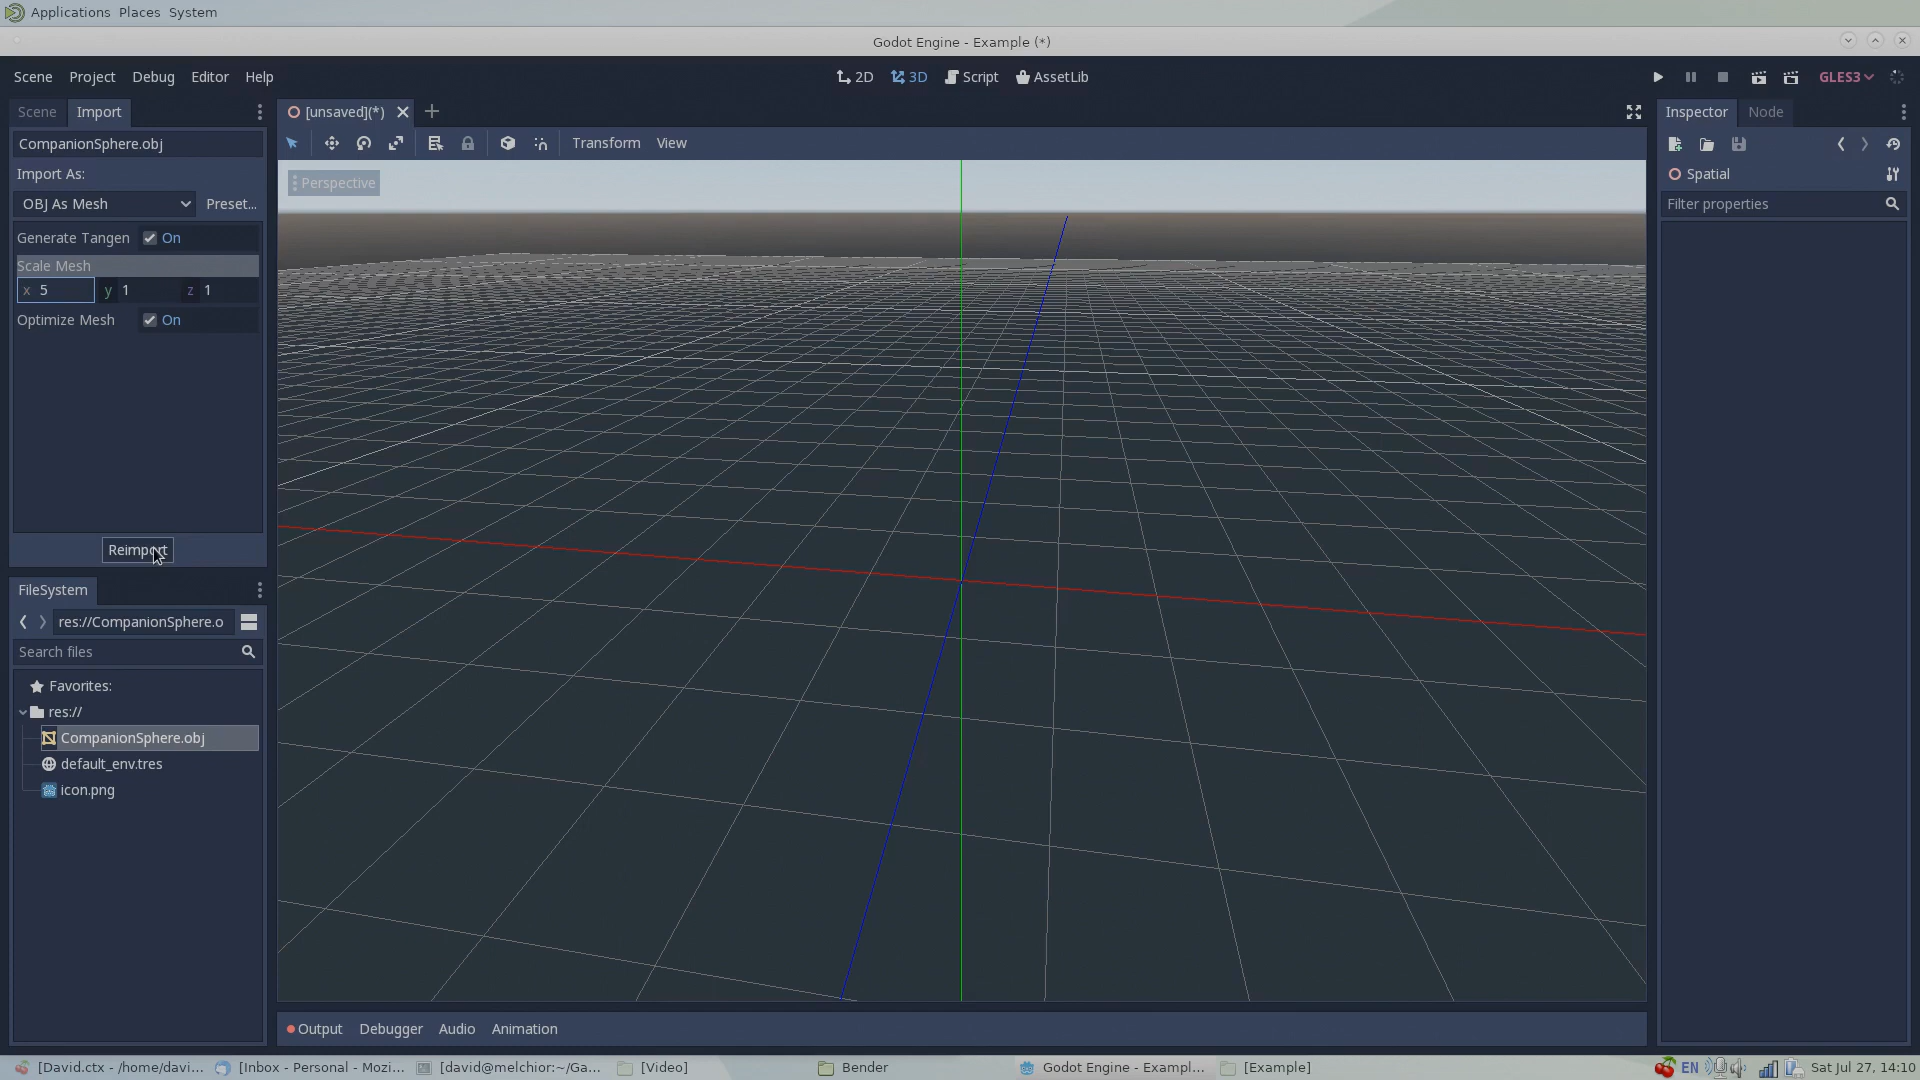 Applications Places System
Godot Engine - Example (*)
Scene Project Debug Editor Help
2D 3D Script AssetLib
GLES3
Scene Import
[unsaved](*)
Inspector Node
CompanionSphere.obj
Transform View
Import As:
Spatial
Perspective
OBJ As Mesh Preset...
Filter properties
Generate Tangen On
Scale Mesh
x 5 y 1 z 1
Optimize Mesh On
Reimport
FileSystem
res://CompanionSphere.o
Search files
Favorites:
res://
CompanionSphere.obj
default_env.tres
icon.png
Output Debugger Audio Animation
[David.ctx - /home/davi... [Inbox - Personal - Mozi... [david@melchior:~/Ga... [Video] Bender Godot Engine - Exampl... [Example] EN Sat Jul 27, 14:10